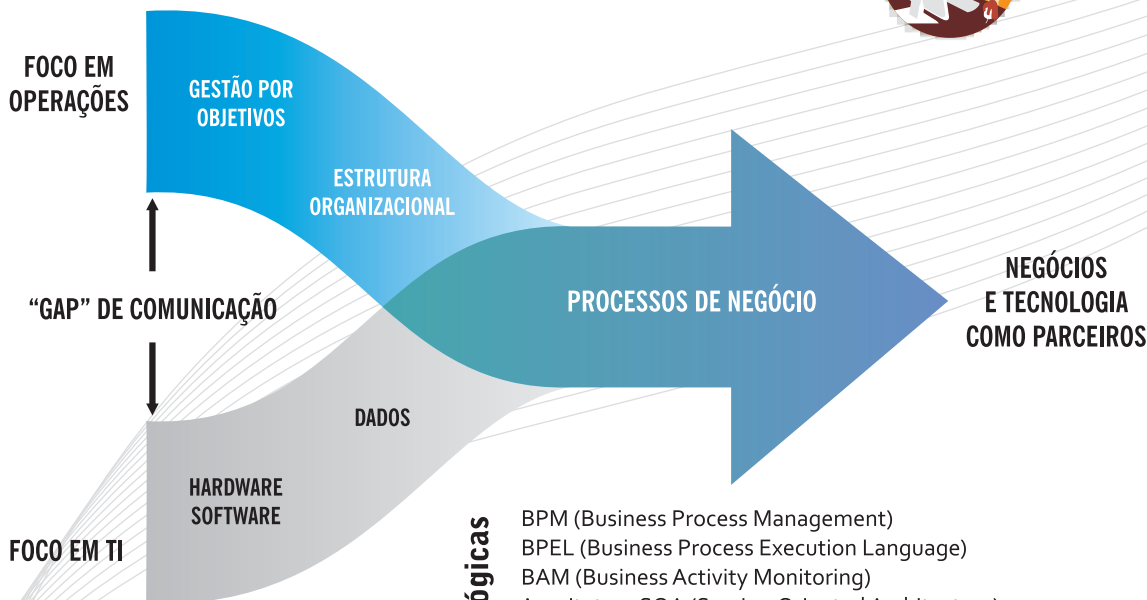 FOCO EM
OPERAÇÕES
GESTÃO POR
OBJETIVOS
ESTRUTURA
ORGANIZACIONAL
“GAP” DE COMUNICAÇÃO
PROCESSOS DE NEGÓCIO
NEGÓCIOS
E TECNOLOGIA
COMO PARCEIROS
DADOS
HARDWARE
SOFTWARE
FOCO EM TI
BPM (Business Process Management)
BPEL (Business Process Execution Language)
BAM (Business Activity Monitoring)